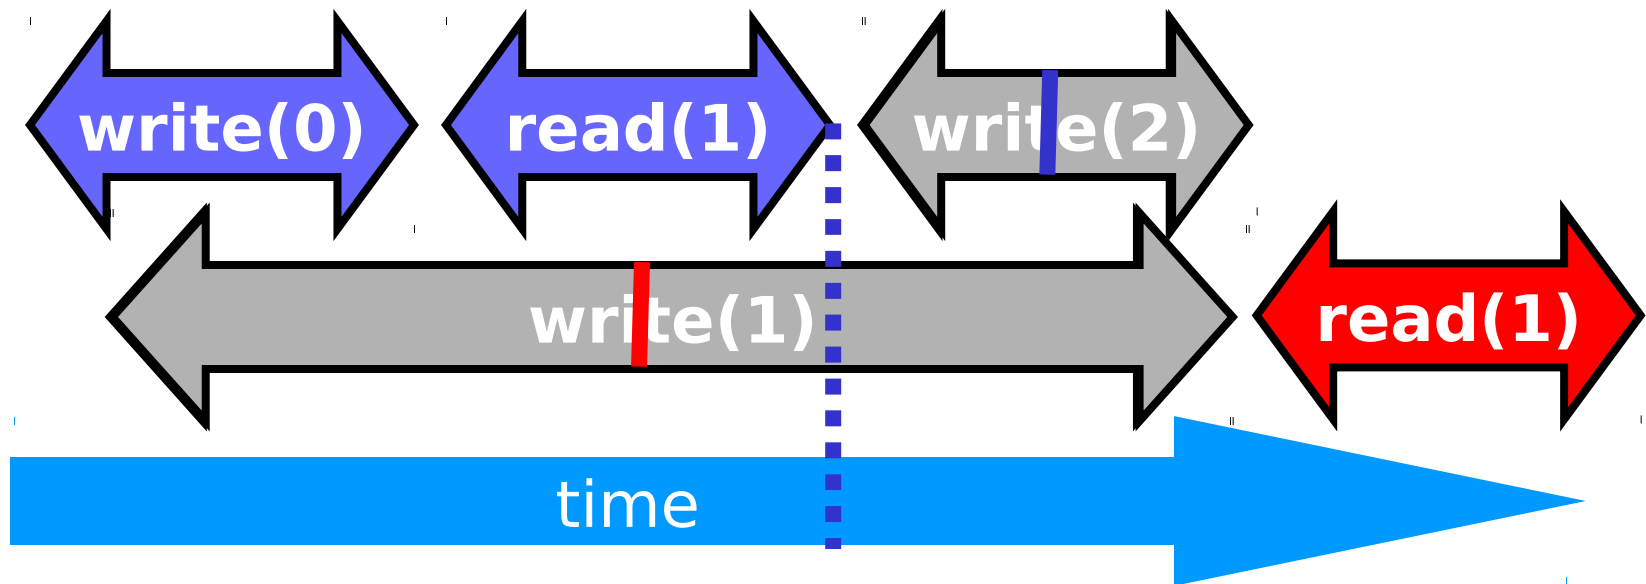 write(0) read(1) write(2)
write(1) read(1)
time